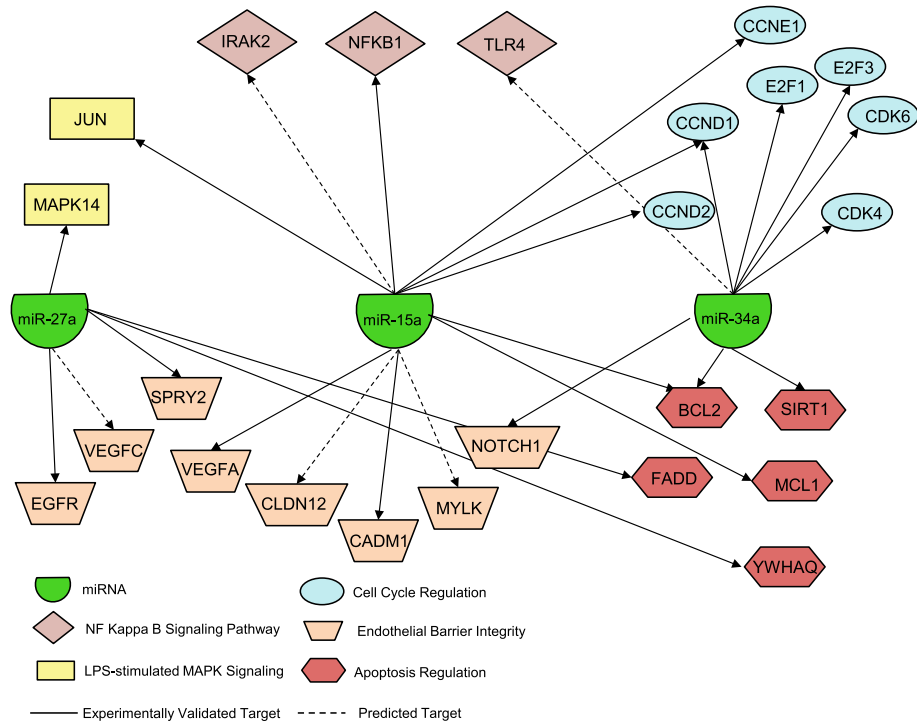 IRAK2
NFKB1
TLR4
CCNE1
E2F3
E2F1
CDK6
JUN
CCND1
MAPK14
CCND2
CDK4
miR-27a
miR-15a
miR-34a
SPRY2
BCL2
SIRT1
VEGFC
NOTCH1
VEGFA
FADD
MCL1
EGFR
CLDN12
MYLK
CADM1
YWHAQ
miRNA
Cell Cycle Regulation
NF Kappa B Signaling Pathway
Endothelial Barrier Integrity
LPS-stimulated MAPK Signaling
Apoptosis Regulation
Experimentally Validated Target
Predicted Target